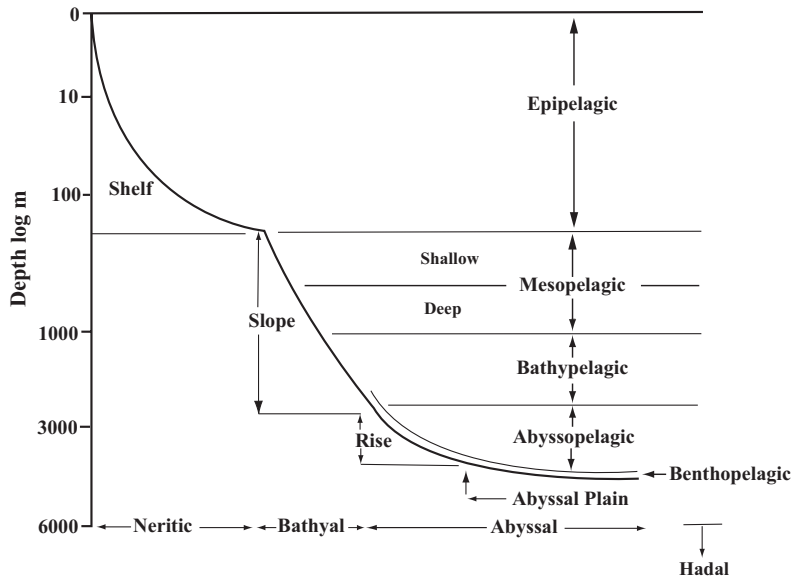 0
Epipelagic
10
Shelf
100
Depth log m
Shallow
Mesopelagic
Deep
Slope
1000
Bathypelagic
3000
Rise
Abyssopelagic
Benthopelagic
Abyssal Plain
6000
Neritic
Bathyal
Abyssal
Hadal